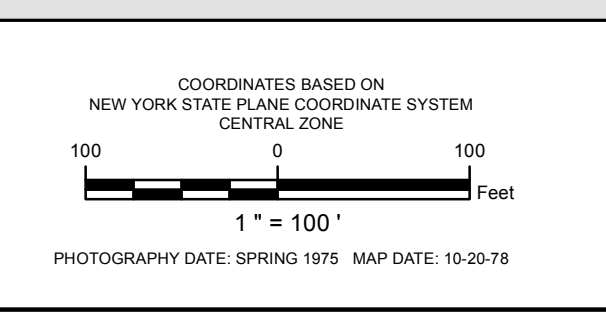 COORDINATES BASED ON
NEW YORK STATE PLANE COORDINATE SYSTEM
CENTRAL ZONE
100 0 100
Feet
1 " = 100 '
PHOTOGRAPHY DATE: SPRING 1975 MAP DATE: 10-20-78